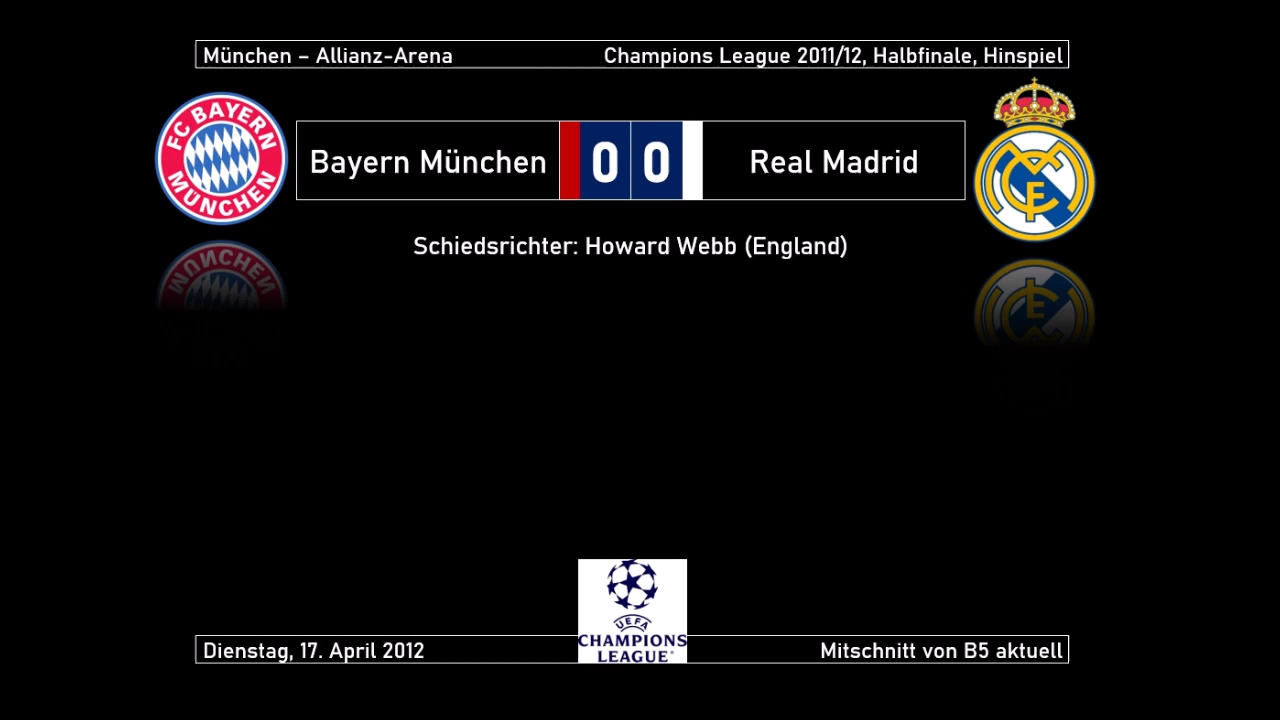 München – Allianz-Arena
Champions League 2011/12, Halbfinale, Hinspiel
FC BAYERN
MÜNCHEN
Bayern München
0 0
Real Madrid
Schiedsrichter: Howard Webb (England)
UEFA
CHAMPIONS
LEAGUE®
Dienstag, 17. April 2012
Mitschnitt von B5 aktuell